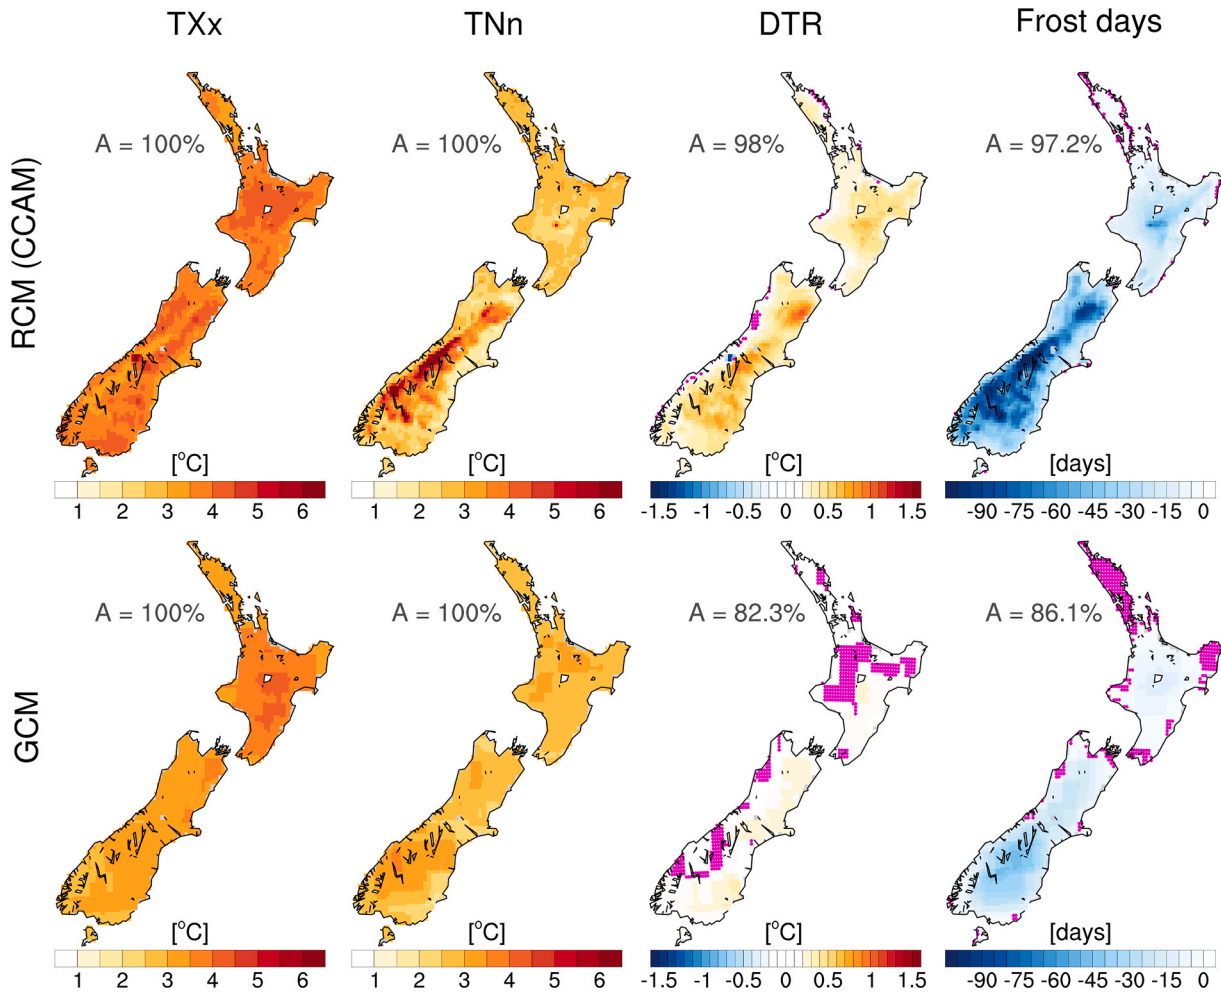 TXx TNn DTR Frost days
RCM (CCAM)
A = 100% A = 100% A = 98% A = 97.2%
[°C] [°C] [°C] [days]
1 2 3 4 5 6 1 2 3 4 5 6 -1.5 -1 -0.5 0 0.5 1 1.5 -90 -75 -60 -45 -30 -15 0
GCM
A = 100% A = 100% A = 82.3% A = 86.1%
[°C] [°C] [°C] [days]
1 2 3 4 5 6 1 2 3 4 5 6 -1.5 -1 -0.5 0 0.5 1 1.5 -90 -75 -60 -45 -30 -15 0